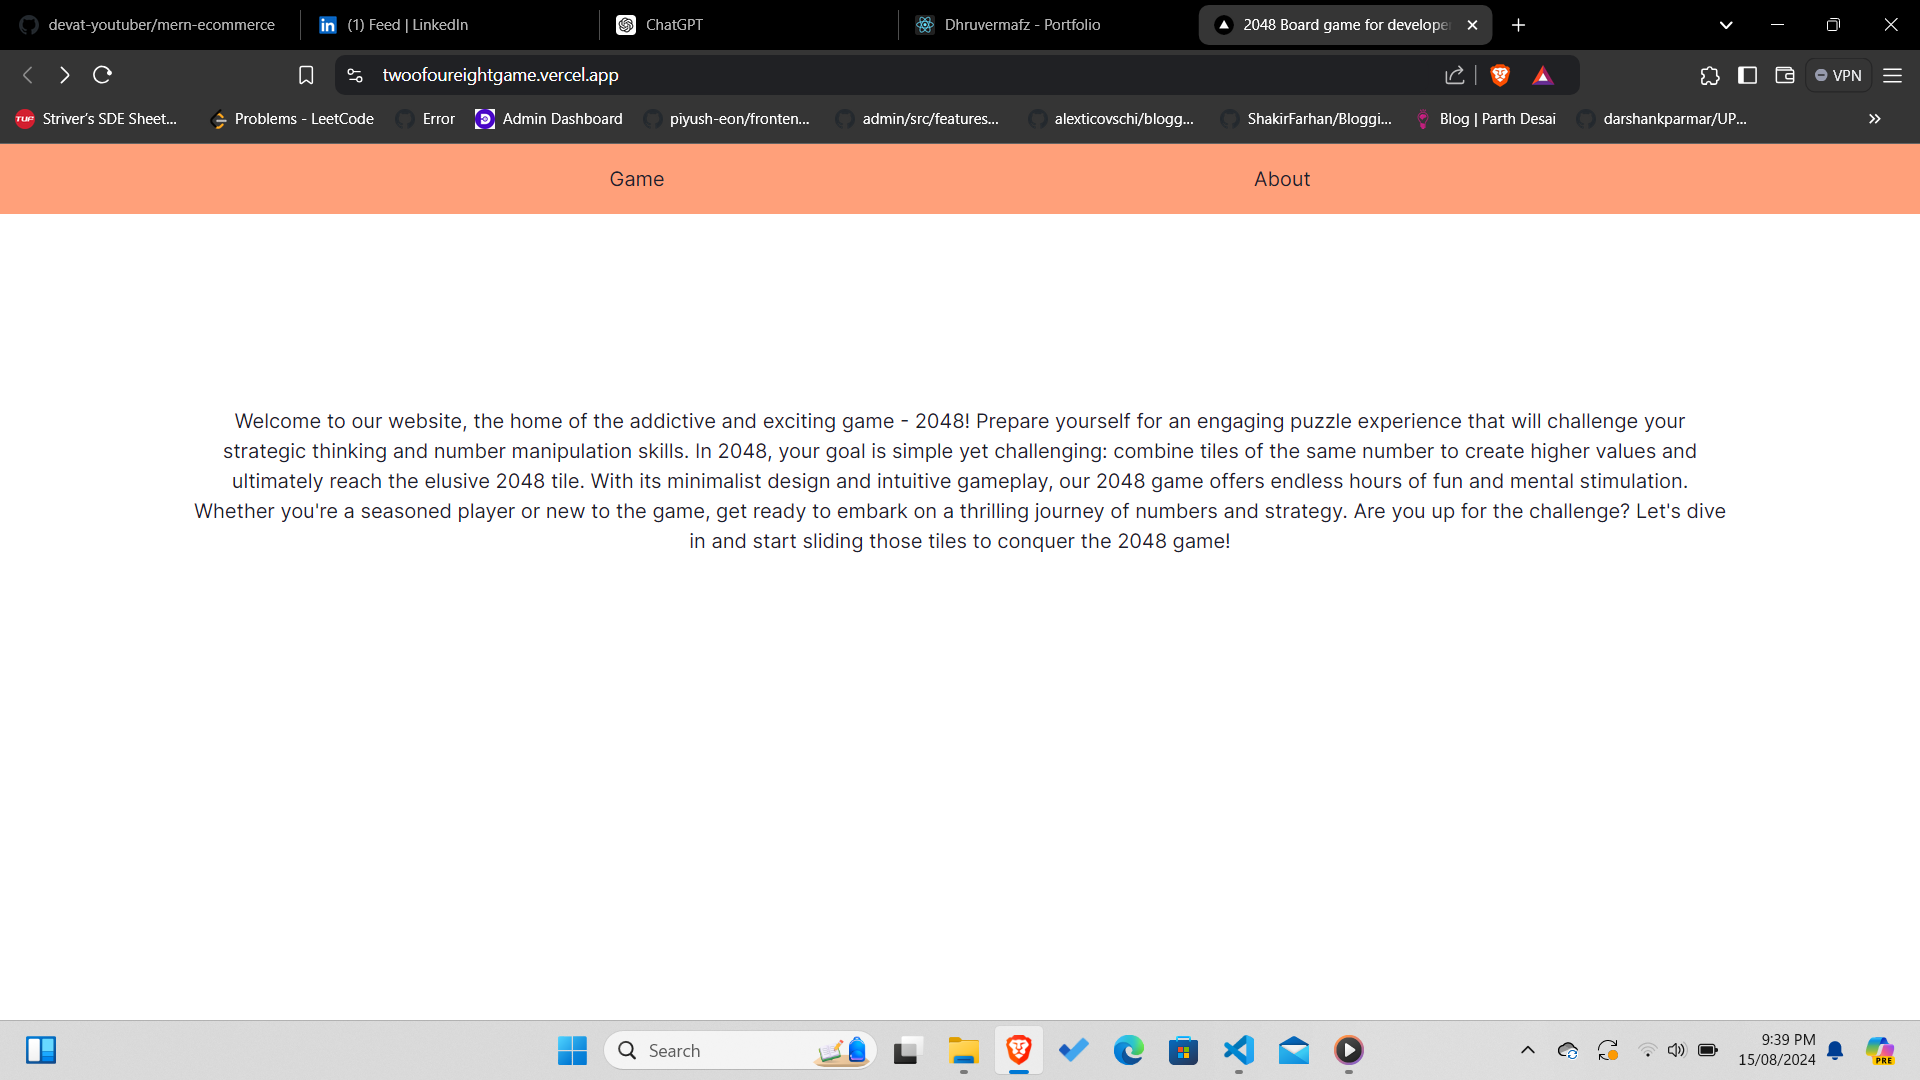 devat-youtuber/mern-ecommerce
(1) Feed | LinkedIn
ChatGPT
Dhruvermafz - Portfolio
2048 Board game for develope
twoofoureightgame.vercel.app
VPN
TUF
Striver's SDE Sheet...
Problems - LeetCode
Error
Admin Dashboard
piyush-eon/fronten...
admin/src/features...
alexticovschi/blogg...
ShakirFarhan/Bloggi...
Blog | Parth Desai
darshankparmar/UP...
Game
About
Welcome to our website, the home of the addictive and exciting game - 2048! Prepare yourself for an engaging puzzle experience that will challenge your
strategic thinking and number manipulation skills. In 2048, your goal is simple yet challenging: combine tiles of the same number to create higher values and
ultimately reach the elusive 2048 tile. With its minimalist design and intuitive gameplay, our 2048 game offers endless hours of fun and mental stimulation.
Whether you're a seasoned player or new to the game, get ready to embark on a thrilling journey of numbers and strategy. Are you up for the challenge? Let's dive
in and start sliding those tiles to conquer the 2048 game!
Search
9:39 PM
15/08/2024
PRE